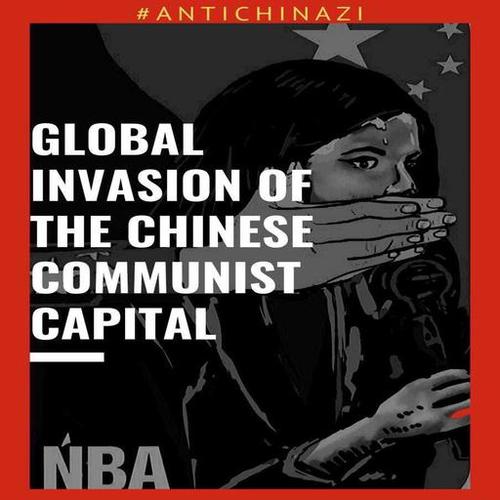 #ANTICHINAZI
GLOBAL
INVASION OF
THE CHINESE
COMMUNIST
CAPITAL
NBA